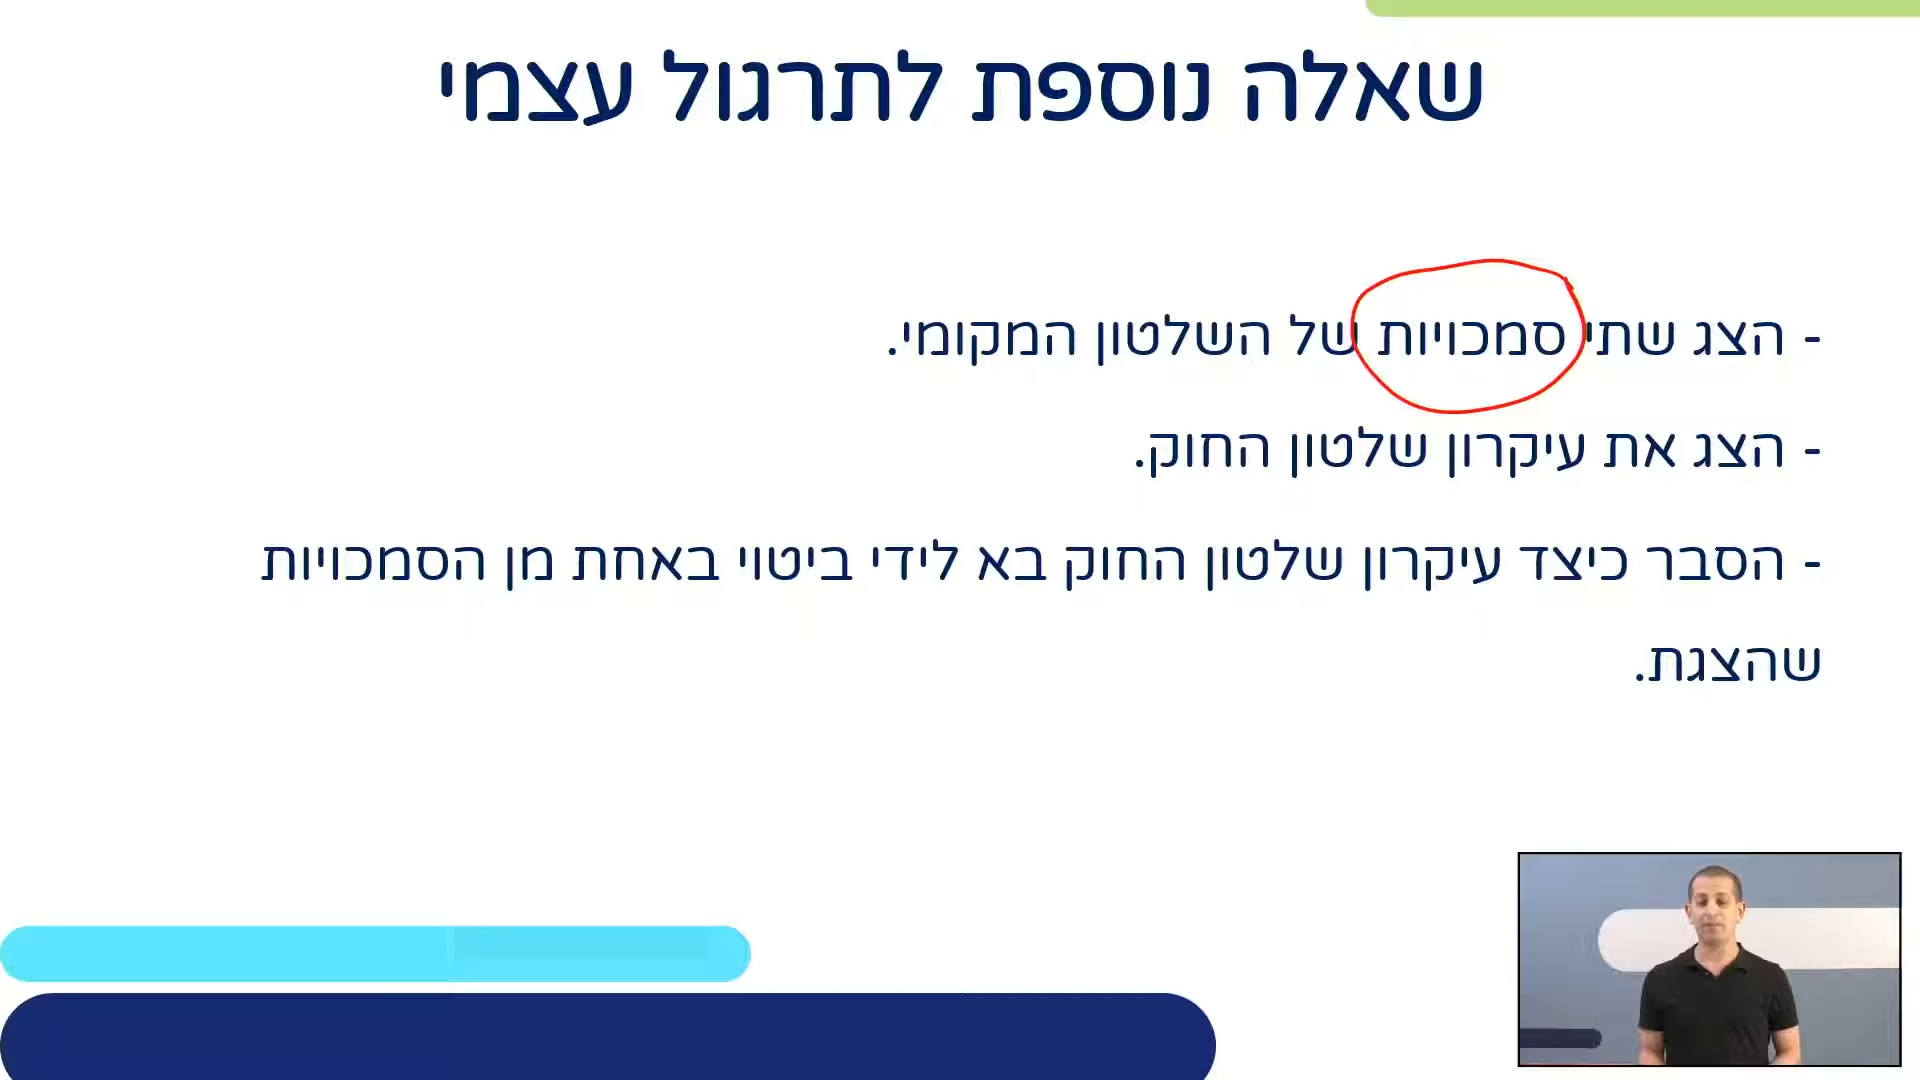 שאלה נוספת לתרגול עצמי
- הצג שתי סמכויות של השלטון המקומי.
- הצג את עיקרון שלטון החוק.
- הסבר כיצד עיקרון שלטון החוק בא לידי ביטוי באחת מן הסמכויות
שהצגת.